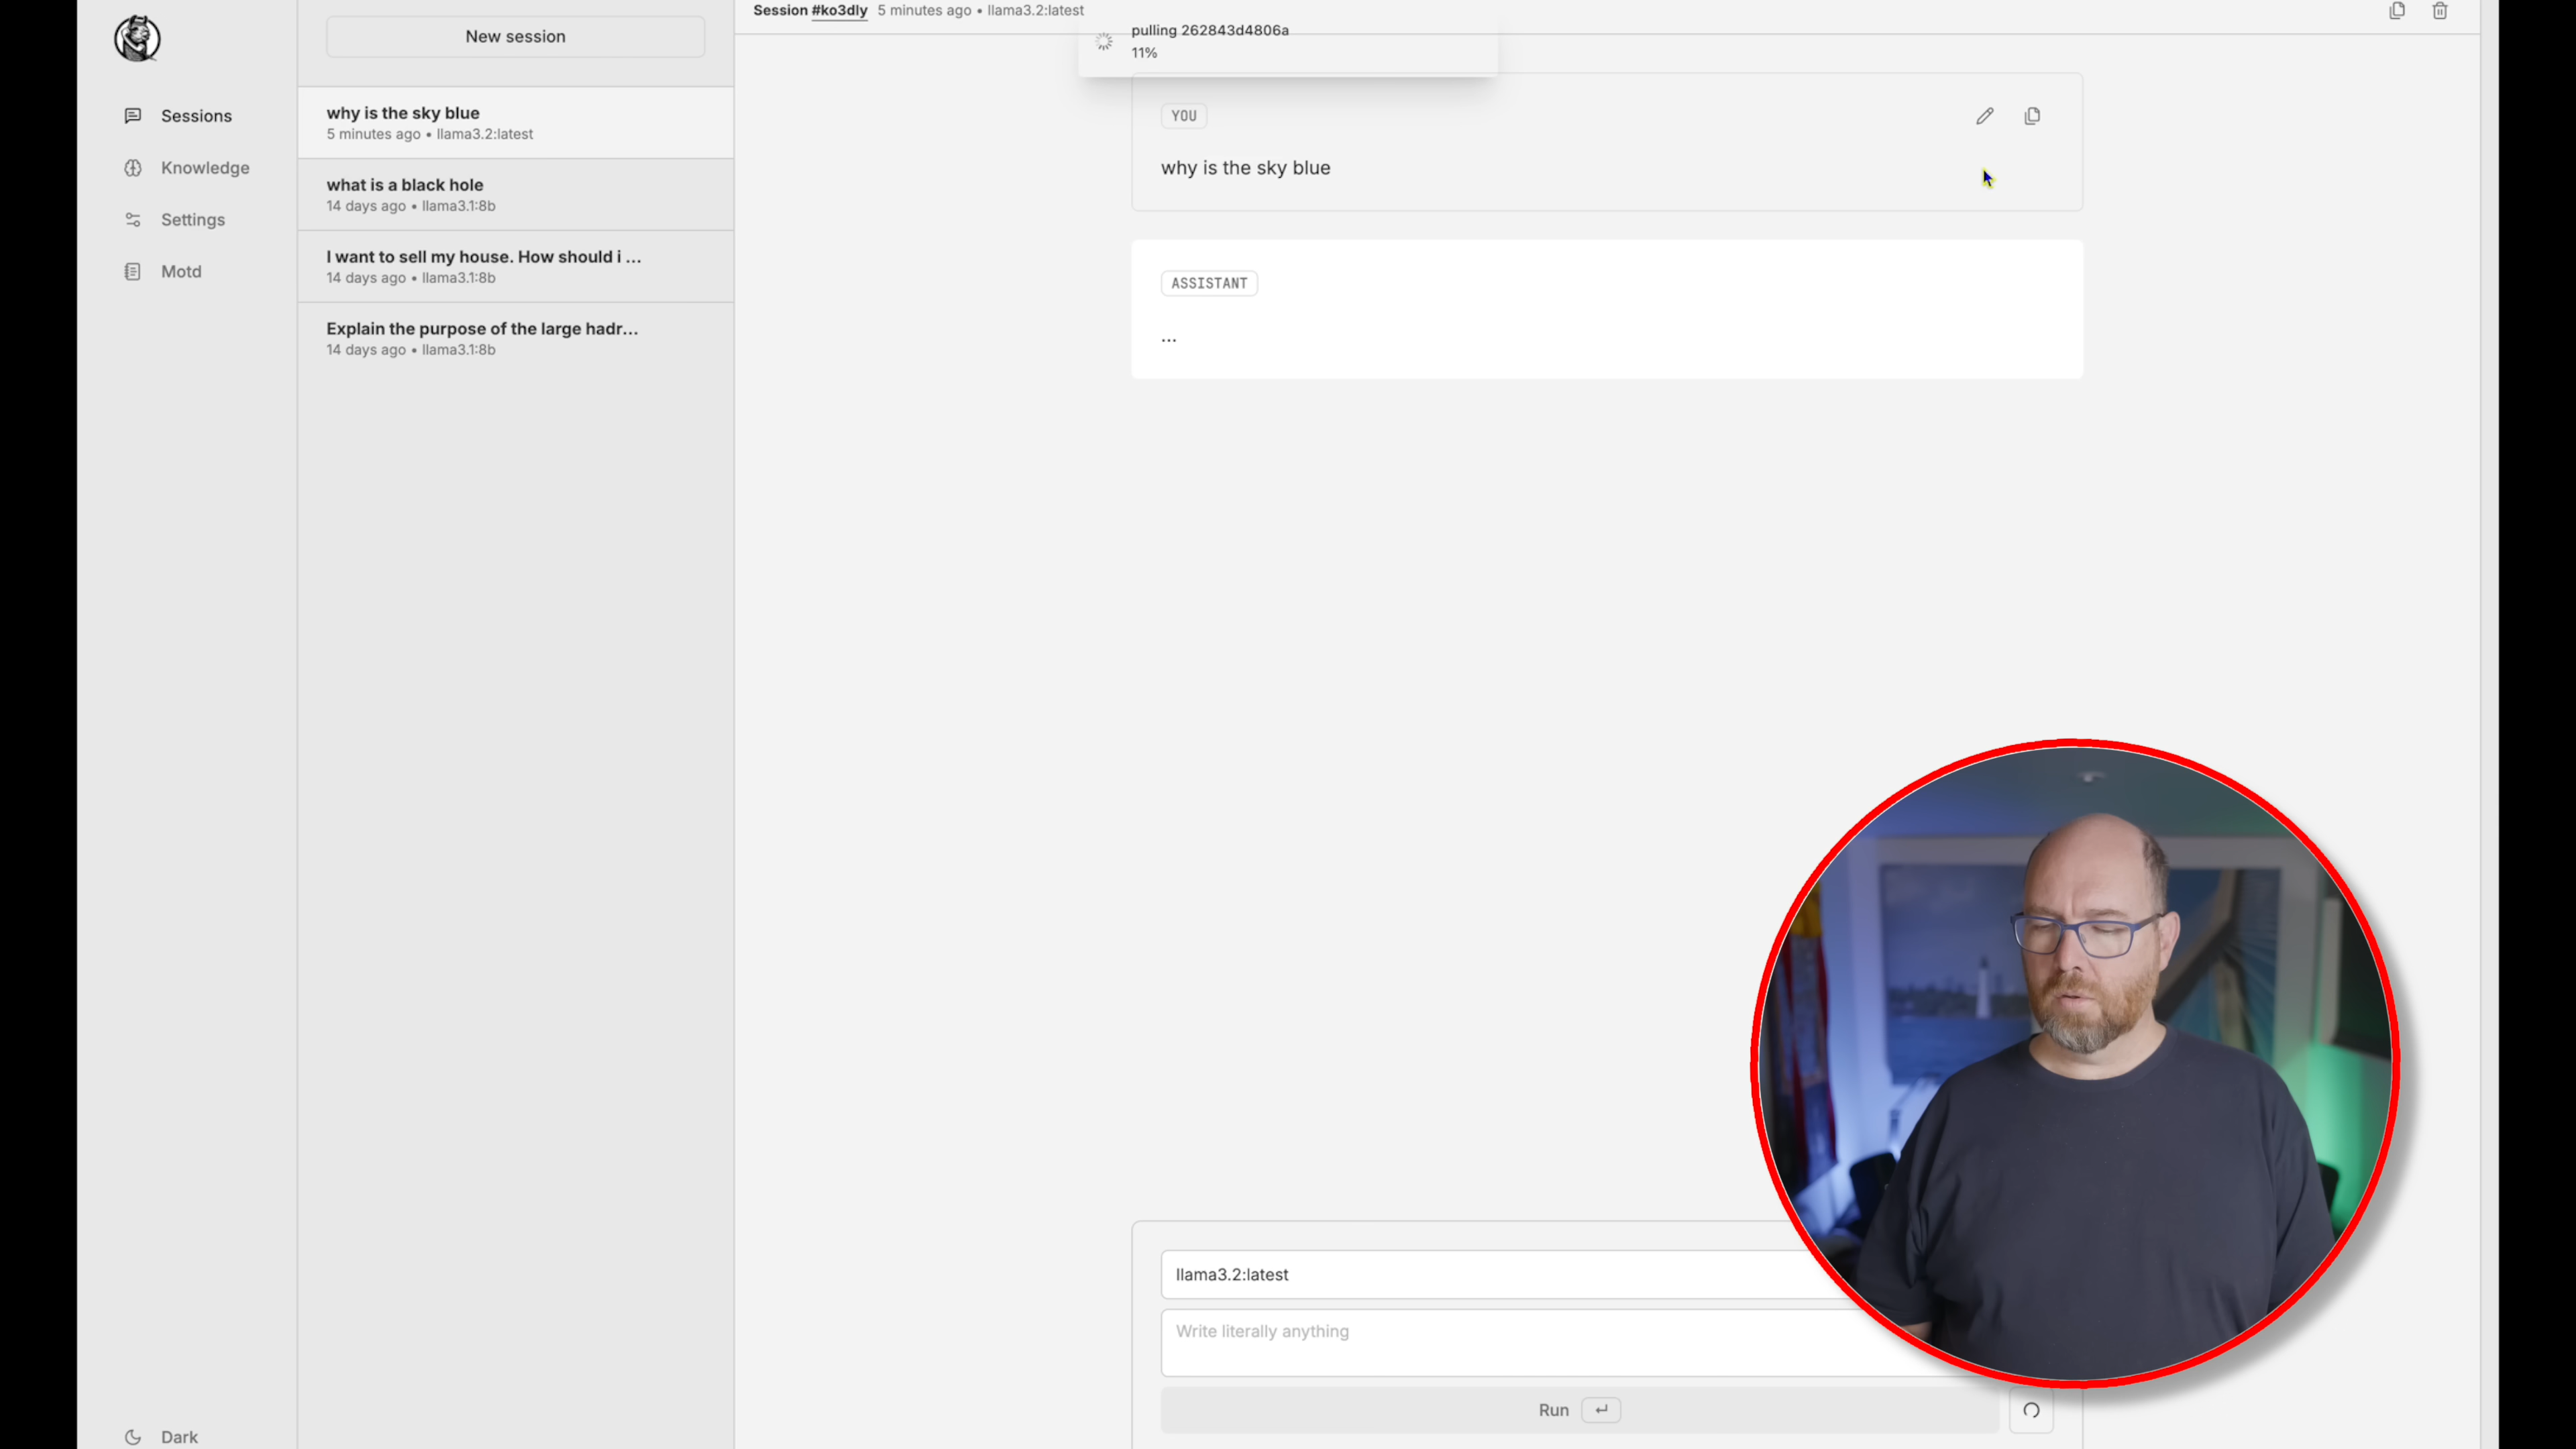 Sessions
Knowledge
Settings
Motd
Dark
New session
why is the sky blue
5 minutes ago • llama3.2:latest
what is a black hole
14 days ago • llama3.1:8b
I want to sell my house. How should i ...
14 days ago • llama3.1:8b
Explain the purpose of the large hadr...
14 days ago • llama3.1:8b
Session #ko3dly 5 minutes ago • llama3.2:latest
pulling 262843d4806a
11%
YOU
why is the sky blue
ASSISTANT
...
llama3.2:latest
Write literally anything
Run ↵